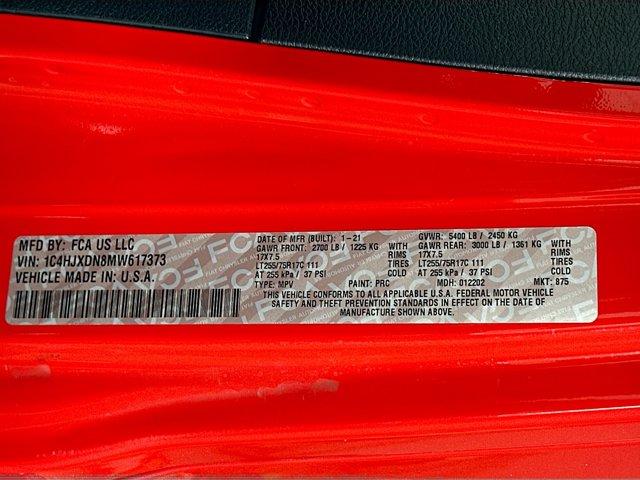 MFD BY: FCA US LLC
VIN: 1C4HJXDN8MW617373
VEHICLE MADE IN U.S.A.
DATE OF MFR (BUILT): 1-21 GVWR: 5400 LB / 2450 KG
GAWR FRONT: 2700 LB / 1225 KG WITH GAWR REAR: 3000 LB / 1361 KG WITH
17X7.5 RIMS 17X7.5 RIMS
LT255/75R17C 111 TIRES LT255/75R17C 111 TIRES
AT 255 kPa / 37 PSI COLD AT 255 kPa / 37 PSI COLD
TYPE: MPV PAINT: PRC MDH: 012202 MKT: 875
THIS VEHICLE CONFORMS TO ALL APPLICABLE U.S.A. FEDERAL MOTOR VEHICLE
SAFETY AND THEFT PREVENTION STANDARDS IN EFFECT ON THE DATE OF
MANUFACTURE SHOWN ABOVE.